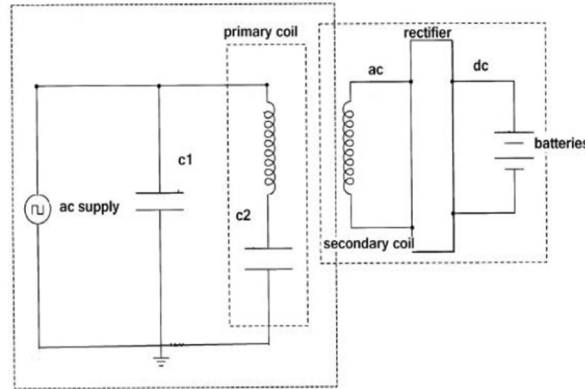 primary coil
rectifier
ac
dc
c1
batteries
ac supply
c2
secondary coil